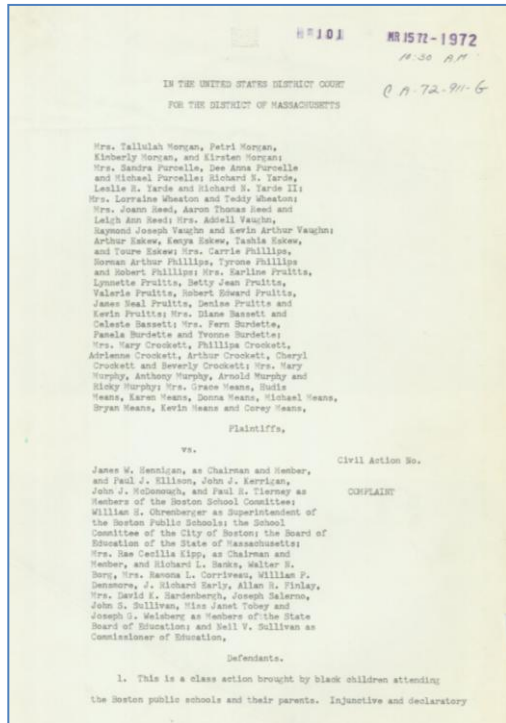 MR 15 72-1972
10:30 A.M
IN THE UNITED STATES DISTRICT COURT
FOR THE DISTRICT OF MASSACHUSETTS
C A-72-911-G
Mrs. Tallulah Morgan, Petri Morgan,
Kimberly Morgan, and Kirsten Morgan;
Mrs. Sandra Purcelle, Dee Anna Purcelle
and Michael Purcelle; Richard N. Yarde,
Leslie R. Yarde and Richard N. Yarde II;
Mrs. Lorraine Wheaton and Teddy Wheaton;
Mrs. Joann Reed, Aaron Thomas Reed and
Leigh Ann Reed; Mrs. Addell Vaughn,
Raymond Joseph Vaughn and Kevin Arthur Vaughn;
Arthur Eskew, Kenya Eskew, Tashia Eskew,
and Toure Eskew; Mrs. Carrie Phillips,
Norman Arthur Phillips, Tyrone Phillips
and Robert Phillips; Mrs. Earline Pruitts,
Lynnette Pruitts, Betty Jean Pruitts,
Valerie Pruitts, Robert Edward Pruitts,
James Neal Pruitts, Denise Pruitts and
Kevin Pruitts; Mrs. Diane Bassett and
Celeste Bassett; Mrs. Fern Burdette,
Pamela Burdette and Yvonne Burdette;
Mrs. Mary Crockett, Phillipa Crockett,
Adrienne Crockett, Arthur Crockett, Cheryl
Crockett and Beverly Crockett; Mrs. Mary
Murphy, Anthony Murphy, Arnold Murphy and
Ricky Murphy; Mrs. Grace Means, Hudie
Means, Karen Means, Donna Means, Michael Means,
Bryan Means, Kevin Means and Corey Means,
Plaintiffs,
vs.
Civil Action No.
James W. Hennigan, as Chairman and Member,
and Paul J. Ellison, John J. Kerrigan,
John J. McDonough, and Paul R. Tierney as
COMPLAINT
Members of the Boston School Committee;
William H. Ohrenberger as Superintendent of
the Boston Public Schools; the School
Committee of the City of Boston; the Board of
Education of the State of Massachusetts;
Mrs. Rae Cecilia Kipp, as Chairman and
Member, and Richard L. Banks, Walter N.
Borg, Mrs. Ramona L. Corriveau, William P.
Densmore, J. Richard Early, Allan R. Finlay,
Mrs. David K. Hardenbergh, Joseph Salerno,
John S. Sullivan, Miss Janet Tobey and
Joseph G. Weisberg as Members of the State
Board of Education; and Neil V. Sullivan as
Commissioner of Education,
Defendants.
1. This is a class action brought by black children attending
the Boston public schools and their parents. Injunctive and declaratory